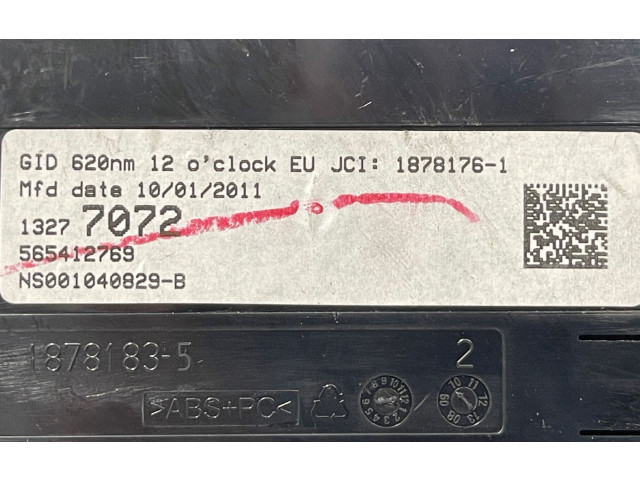 GID 620nm 12 o'clock EU JCI: 1878176-1
Mfd date 10/01/2011
1327 7072
565412769
NS001040829-B
1878183-5 2
>ABS+PC<